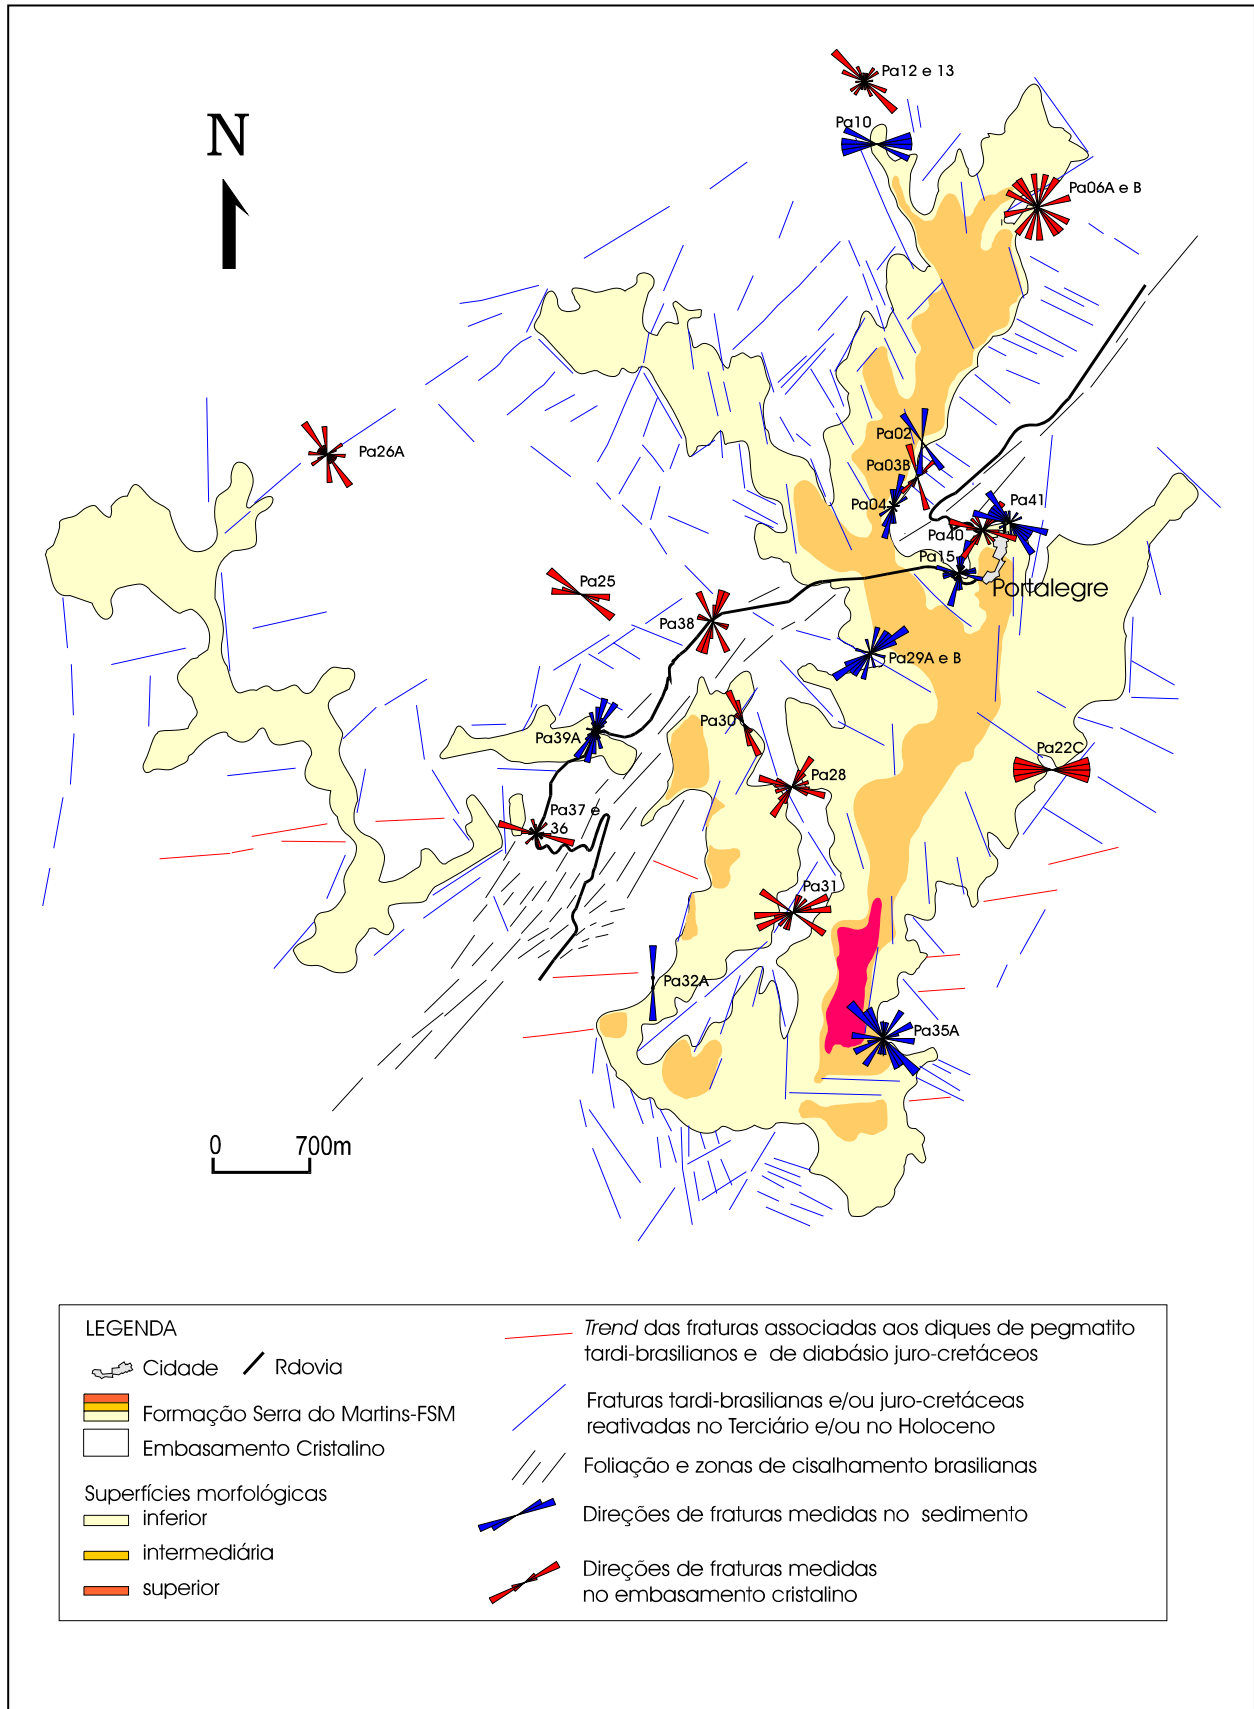 N
Pa12 e 13
Pa10
Pa06A e B
Pa02
Pa26A
Pa03B
Pa04
Pa41
Pa40
Pa15
Pa25
Portalegre
Pa38
Pa29A e B
Pa30
Pa39A
Pa22C
Pa28
Pa37 e
36
Pa31
Pa32A
Pa35A
0 700m
LEGENDA
Cidade
Rdovia
Formação Serra do Martins-FSM
Embasamento Cristalino
Superfícies morfológicas
inferior
intermediária
superior
Trend das fraturas associadas aos diques de pegmatito
tardi-brasilianos e de diabásio juro-cretáceos
Fraturas tardi-brasilianas e/ou juro-cretáceas
reativadas no Terciário e/ou no Holoceno
Foliação e zonas de cisalhamento brasilianas
Direções de fraturas medidas no sedimento
Direções de fraturas medidas
no embasamento cristalino